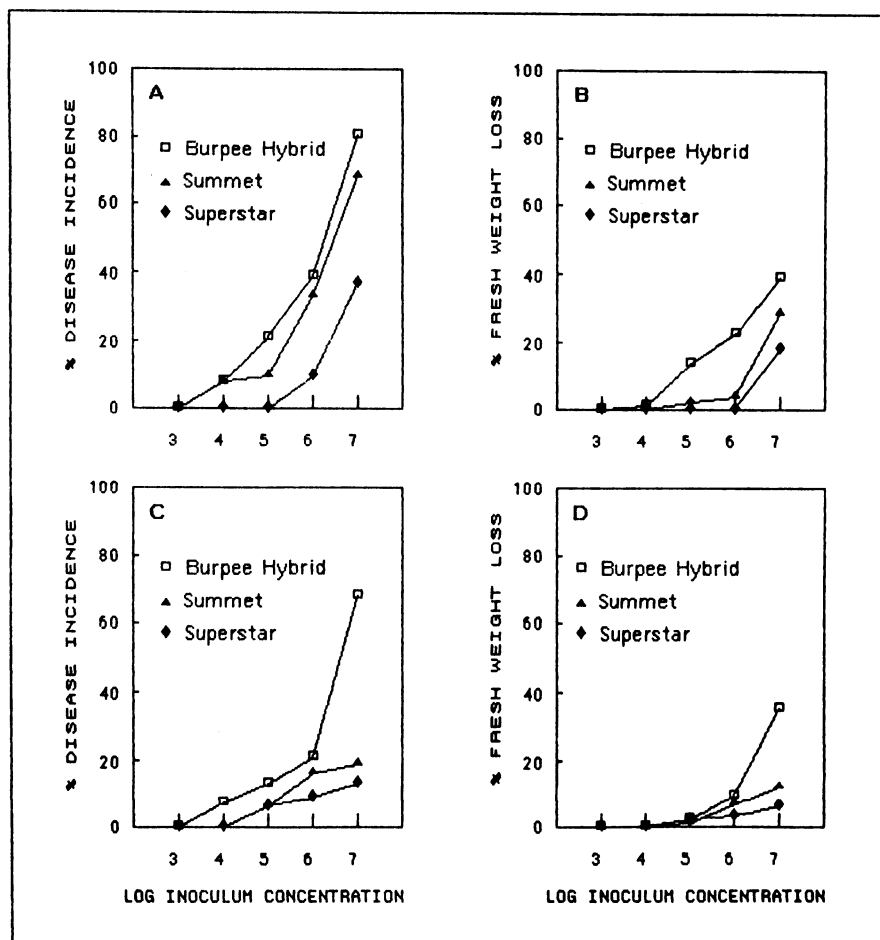 A
% DISEASE INCIDENCE
100
80
60
40
20
0
Burpee Hybrid
Summet
Superstar
3 4 5 6 7
B
% FRESH WEIGHT LOSS
100
80
60
40
20
0
Burpee Hybrid
Summet
Superstar
3 4 5 6 7
C
% DISEASE INCIDENCE
100
80
60
40
20
0
Burpee Hybrid
Summet
Superstar
3 4 5 6 7
LOG INOCULUM CONCENTRATION
D
% FRESH WEIGHT LOSS
100
80
60
40
20
0
Burpee Hybrid
Summet
Superstar
3 4 5 6 7
LOG INOCULUM CONCENTRATION